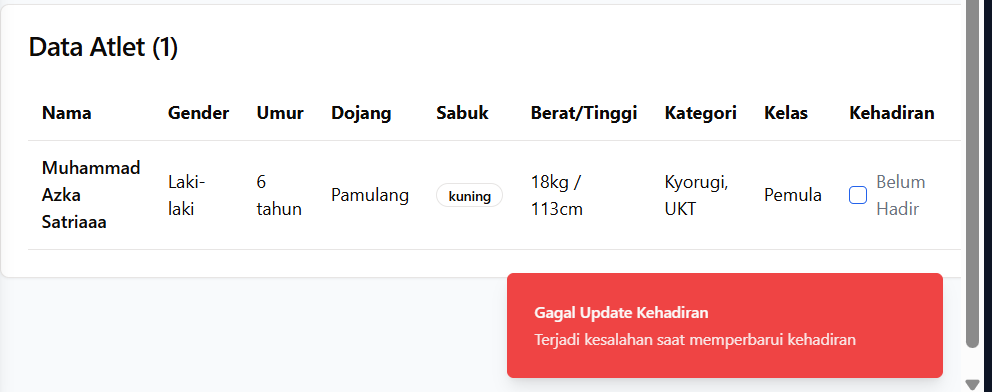 Data Atlet (1)
Nama Gender Umur Dojang Sabuk Berat/Tinggi Kategori Kelas Kehadiran
Muhammad Azka Satriaaa
Laki-laki
6 tahun
Pamulang
kuning
18kg / 113cm
Kyorugi, UKT
Pemula
Belum Hadir
Gagal Update Kehadiran
Terjadi kesalahan saat memperbarui kehadiran